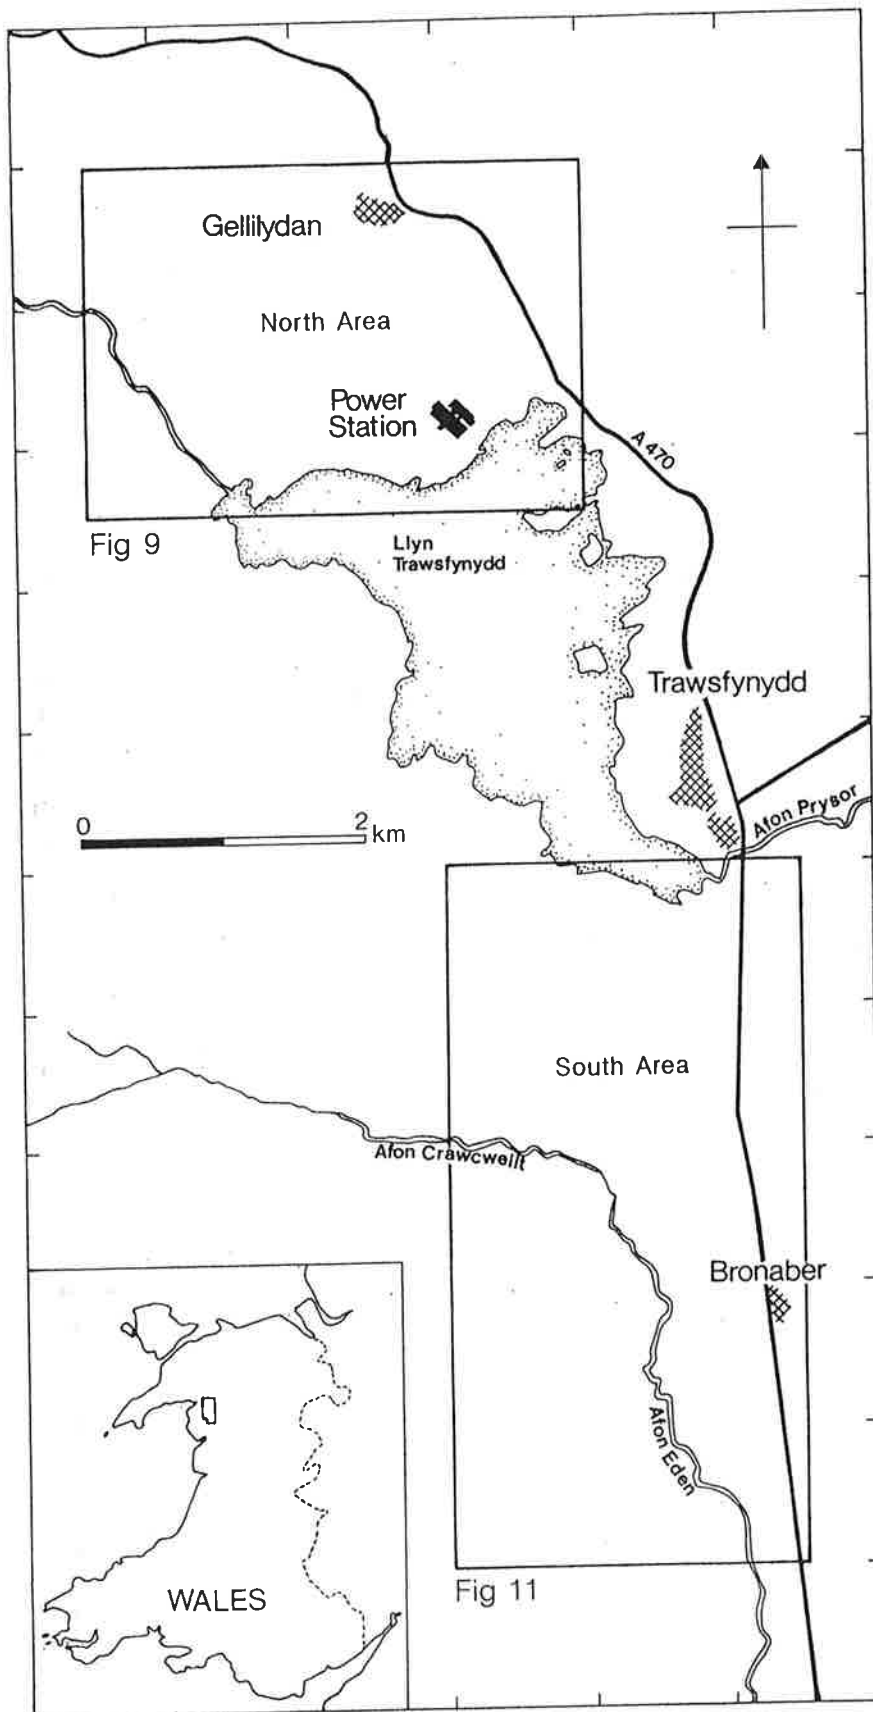 Gellilydan
North Area
Power
Station
A 470
Fig 9
Llyn
Trawsfynydd
Trawsfynydd
0 2 km
Afon Prysor
South Area
Afon Crawcwellt
Bronaber
Afon Eden
WALES
Fig 11